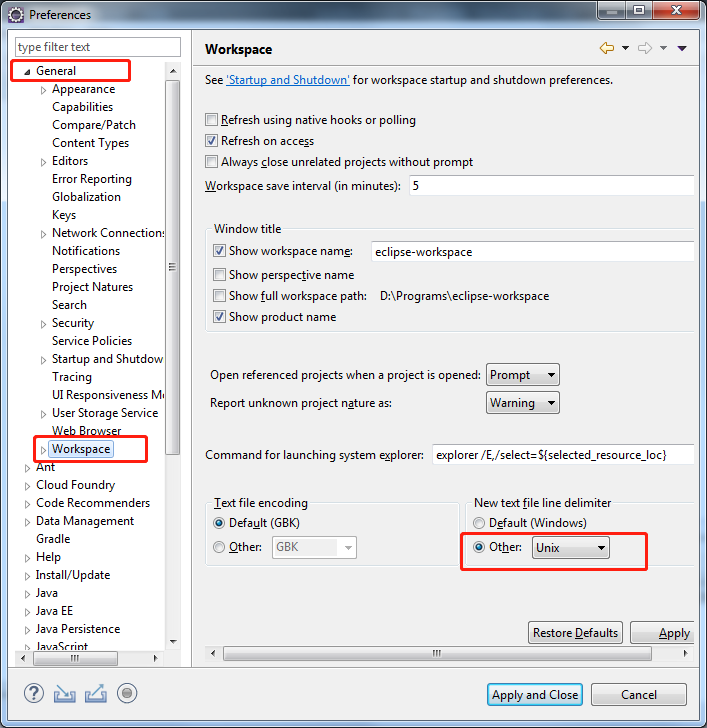 Preferences
type filter text
General
Appearance
Capabilities
Compare/Patch
Content Types
Editors
Error Reporting
Globalization
Keys
Network Connections
Notifications
Perspectives
Project Natures
Search
Security
Service Policies
Startup and Shutdow
Tracing
UI Responsiveness Mo
User Storage Service
Web Browser
Workspace
Ant
Cloud Foundry
Code Recommenders
Data Management
Gradle
Help
Install/Update
Java
Java EE
Java Persistence
JavaScript
Workspace
See 'Startup and Shutdown' for workspace startup and shutdown preferences.
Refresh using native hooks or polling
Refresh on access
Always close unrelated projects without prompt
Workspace save interval (in minutes): 5
Window title
Show workspace name: eclipse-workspace
Show perspective name
Show full workspace path: D:\Programs\eclipse-workspace
Show product name
Open referenced projects when a project is opened: Prompt
Report unknown project nature as: Warning
Command for launching system explorer: explorer /E,/select=${selected_resource_loc}
Text file encoding
Default (GBK)
Other: GBK
New text file line delimiter
Default (Windows)
Other: Unix
Restore Defaults Apply
Apply and Close Cancel